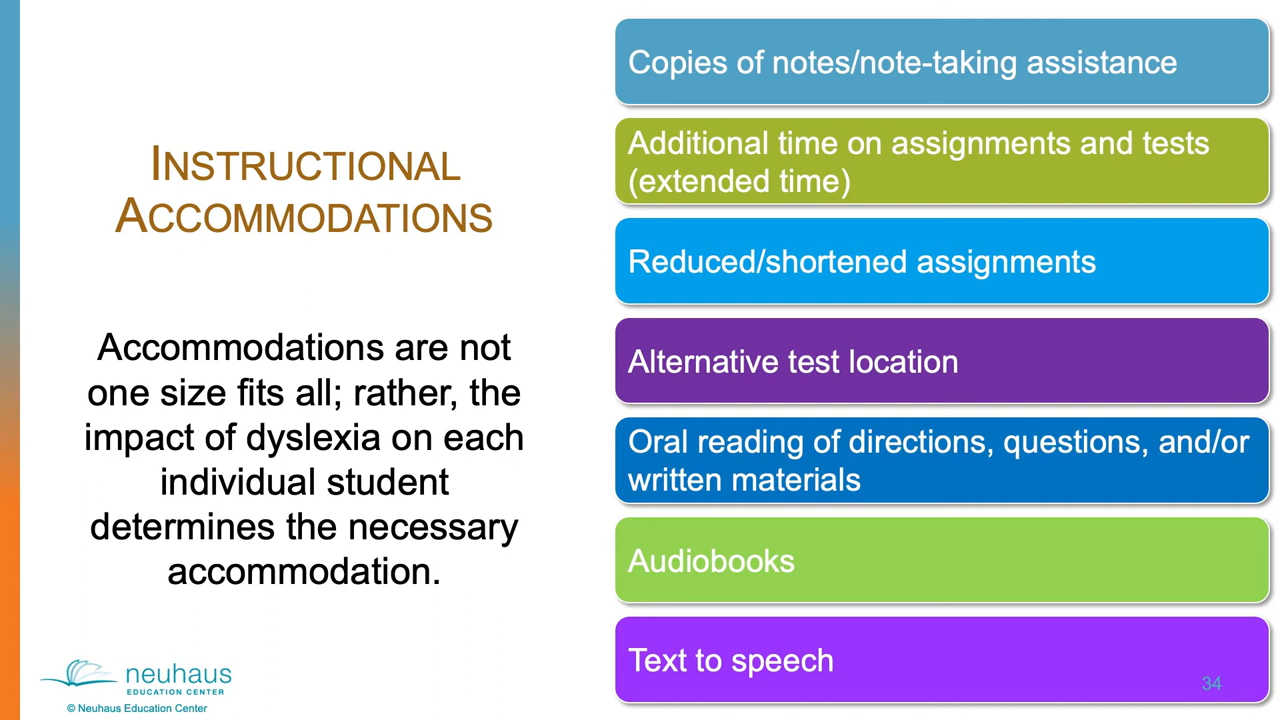 INSTRUCTIONAL
ACCOMMODATIONS
Accommodations are not
one size fits all; rather, the
impact of dyslexia on each
individual student
determines the necessary
accommodation.
neuhaus
EDUCATION CENTER
© Neuhaus Education Center
Copies of notes/note-taking assistance
Additional time on assignments and tests
(extended time)
Reduced/shortened assignments
Alternative test location
Oral reading of directions, questions, and/or
written materials
Audiobooks
Text to speech
34